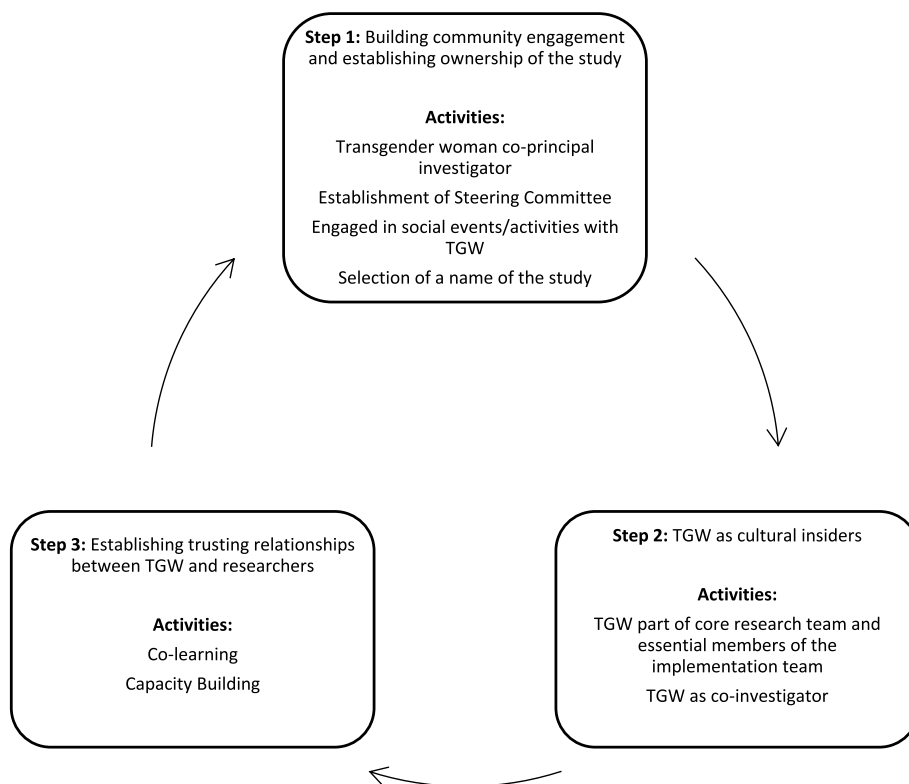 Step 1: Building community engagement
and establishing ownership of the study
Activities:
Transgender woman co-principal
investigator
Establishment of Steering Committee
Engaged in social events/activities with
TGW
Selection of a name of the study
Step 2: TGW as cultural insiders
Activities:
TGW part of core research team and
essential members of the
implementation team
TGW as co-investigator
Step 3: Establishing trusting relationships
between TGW and researchers
Activities:
Co-learning
Capacity Building